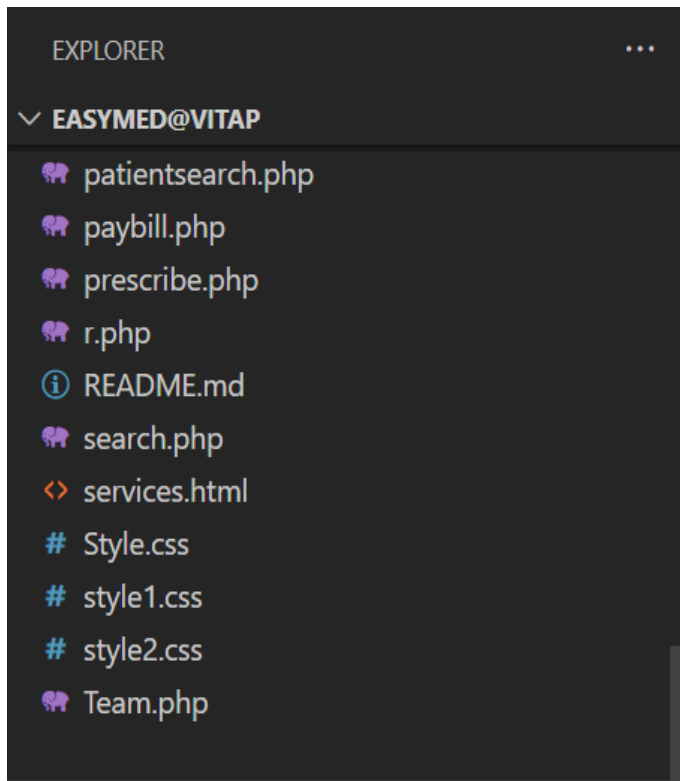 EXPLORER
EASYMED@VITAP
patientsearch.php
paybill.php
prescribe.php
r.php
README.md
search.php
services.html
Style.css
style1.css
style2.css
Team.php